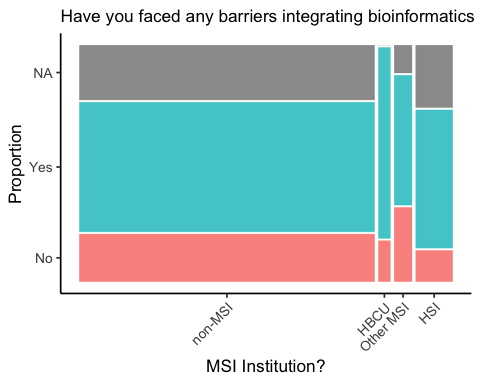 Have you faced any barriers integrating bioinformatics
Proportion
NA
Yes
No
non-MSI
HBCU
Other MSI
HSI
MSI Institution?